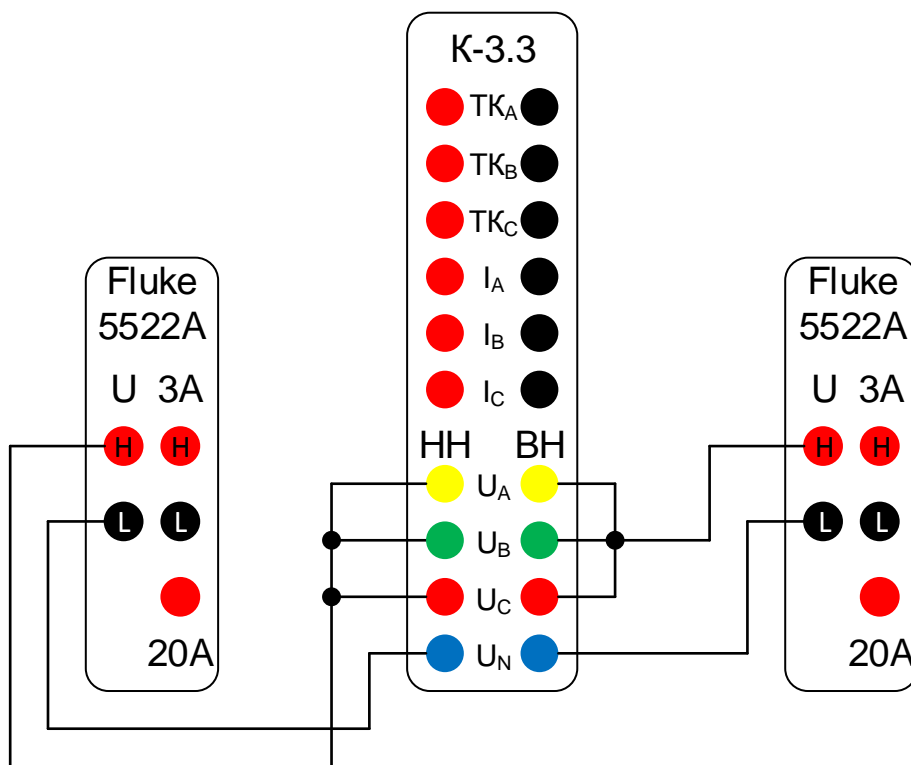 К-3.3
ТКA
ТКB
ТКC
IA
IB
IC
НН ВН
UA
UB
UC
UN
Fluke
5522A
U 3A
H H
L L
20A
Fluke
5522A
U 3A
H H
L L
20A